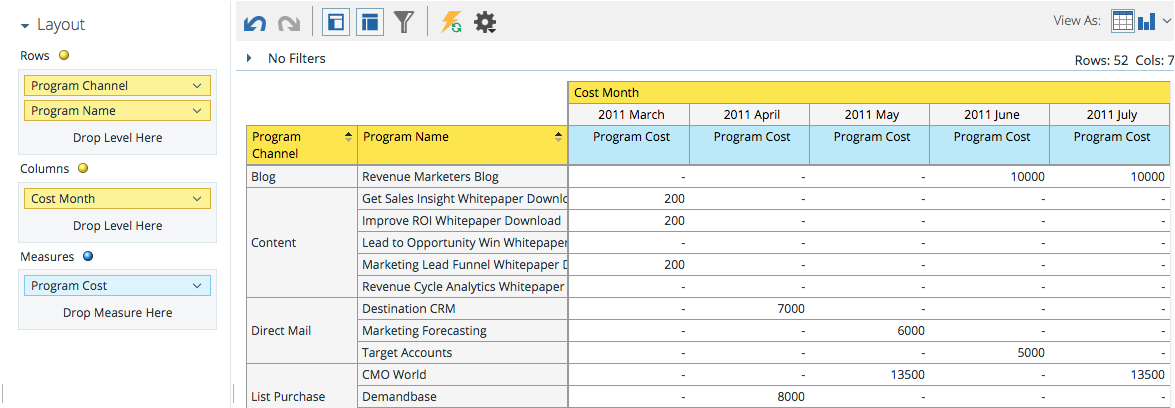 Layout
Rows
Program Channel
Program Name
Drop Level Here
Columns
Cost Month
Drop Level Here
Measures
Program Cost
Drop Measure Here
View As:
No Filters
Rows: 52 Cols: 7
Cost Month
2011 March 2011 April 2011 May 2011 June 2011 July
Program Channel Program Name Program Cost Program Cost Program Cost Program Cost Program Cost
Blog Revenue Marketers Blog - - - 10000 10000
Content Get Sales Insight Whitepaper Downlo 200 - - - -
Improve ROI Whitepaper Download 200 - - - -
Lead to Opportunity Win Whitepaper - - - - -
Marketing Lead Funnel Whitepaper D 200 - - - -
Revenue Cycle Analytics Whitepaper - - - - -
Direct Mail Destination CRM - 7000 - - -
Marketing Forecasting - - 6000 - -
Target Accounts - - - 5000 -
List Purchase CMO World - - 13500 - 13500
Demandbase - 8000 - - -